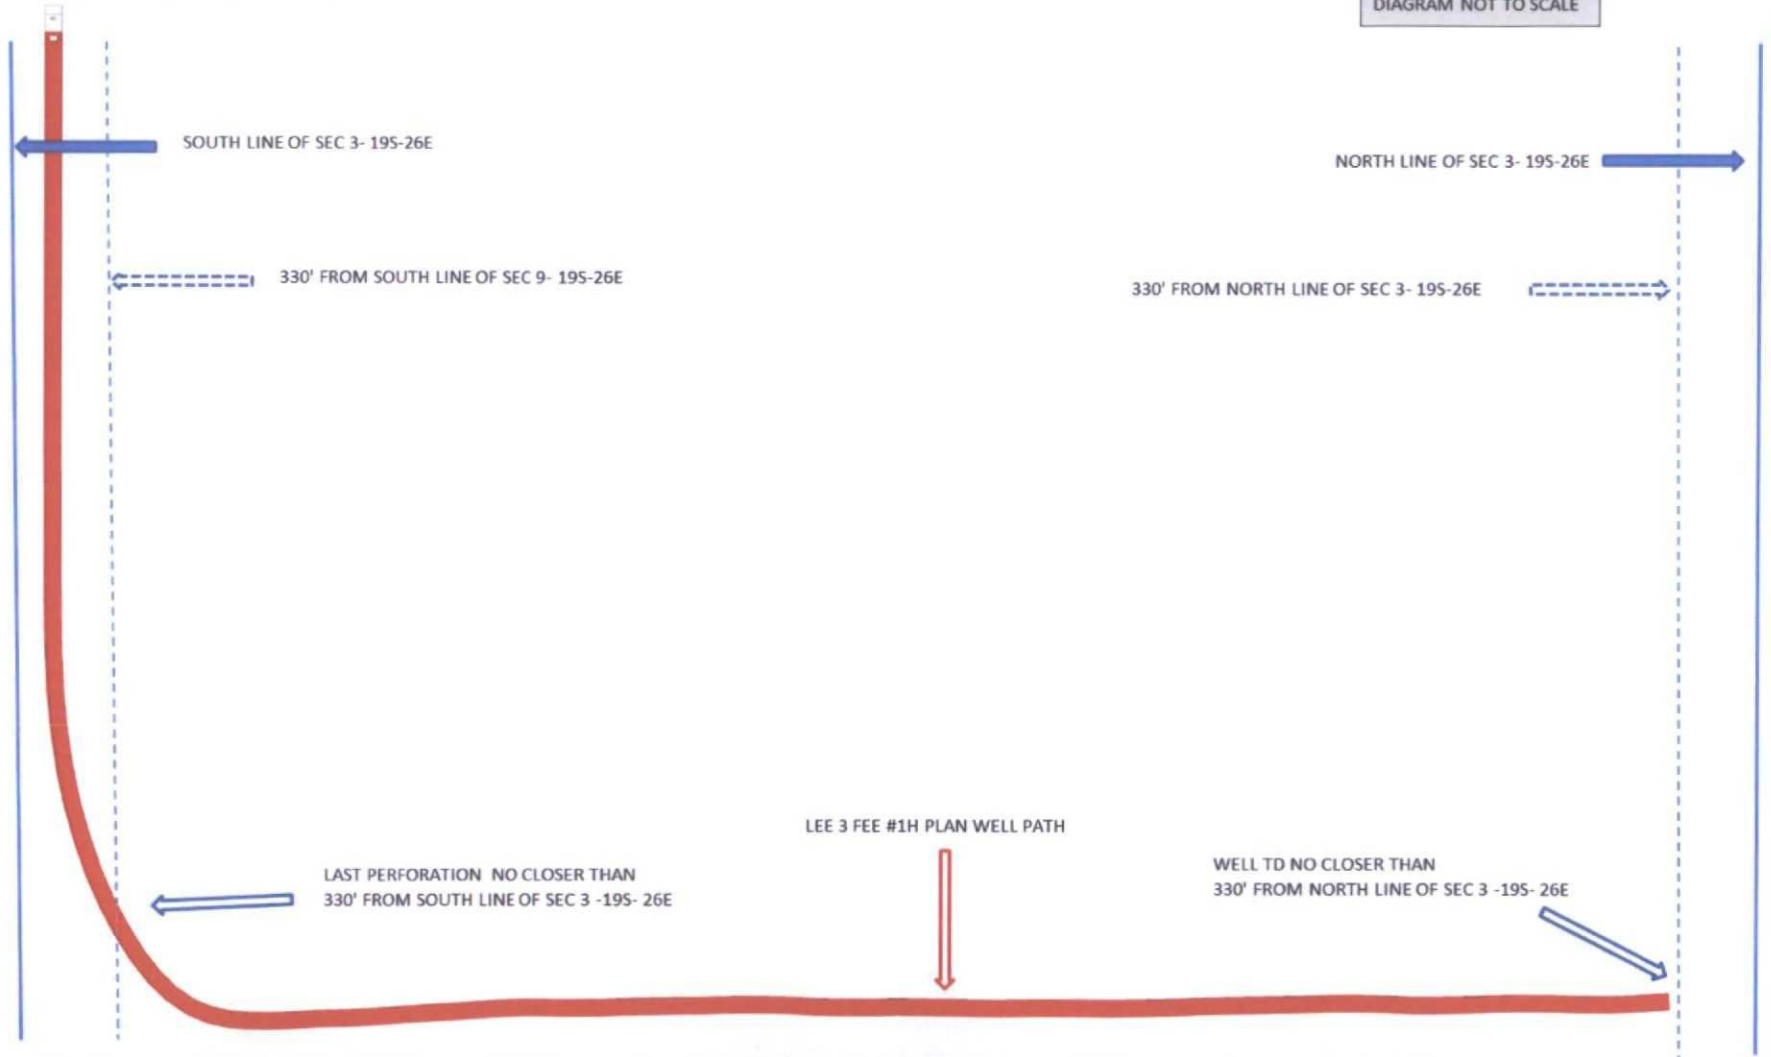 DIAGRAM NOT TO SCALE
SOUTH LINE OF SEC 3- 19S-26E
NORTH LINE OF SEC 3- 19S-26E
330' FROM SOUTH LINE OF SEC 9- 19S-26E
330' FROM NORTH LINE OF SEC 3- 19S-26E
LEE 3 FEE #1H PLAN WELL PATH
LAST PERFORATION NO CLOSER THAN
330' FROM SOUTH LINE OF SEC 3 -19S- 26E
WELL TD NO CLOSER THAN
330' FROM NORTH LINE OF SEC 3 -19S- 26E